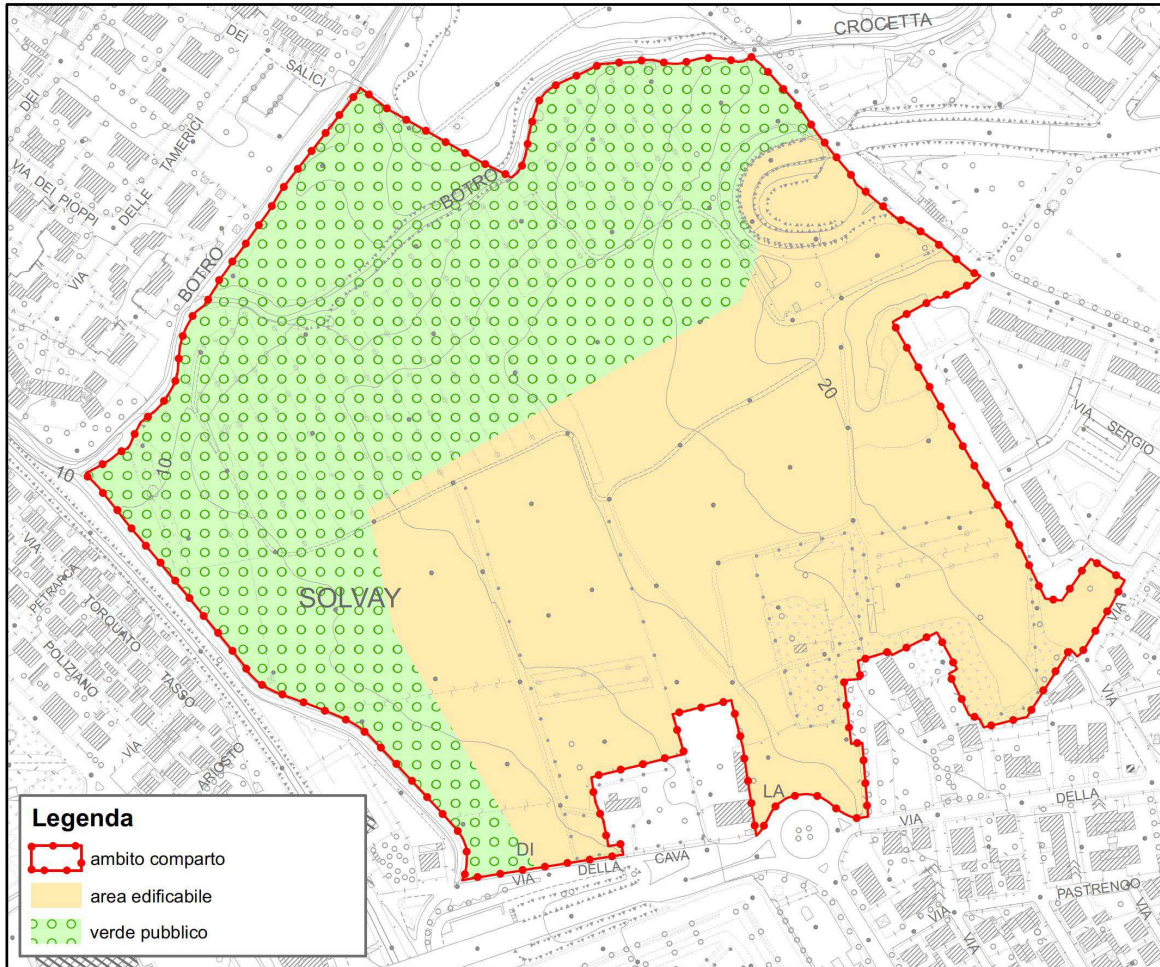 CROCETTA
DEI
SALICI
DEI
TAMERICI
VIA DEI PIOPPI
DELLE
VIA
BOTRO
BOTRO
20
VIA SERGIO
10
10
SOLVAY
VIA
PETRARCA
TORQUATO
POLIZIANO
TASSO
VIA
ARIOSTO
VIA
VIA
LA
DELLA
VIA
DI
CAVA
DELLA
VIA
PASTRENGO
VIA
VIA
Legenda
ambito comparto
area edificabile
verde pubblico